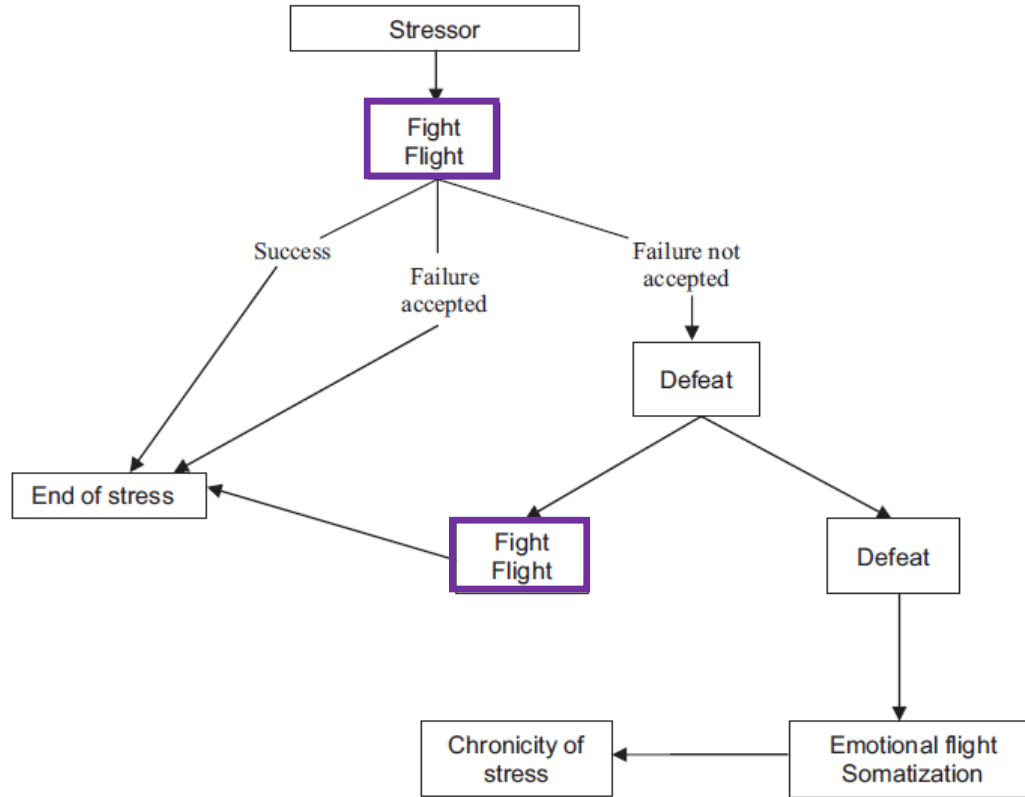 Stressor
Fight
Flight
Success
Failure
accepted
Failure not
accepted
Defeat
End of stress
Fight
Flight
Defeat
Chronicity of
stress
Emotional flight
Somatization